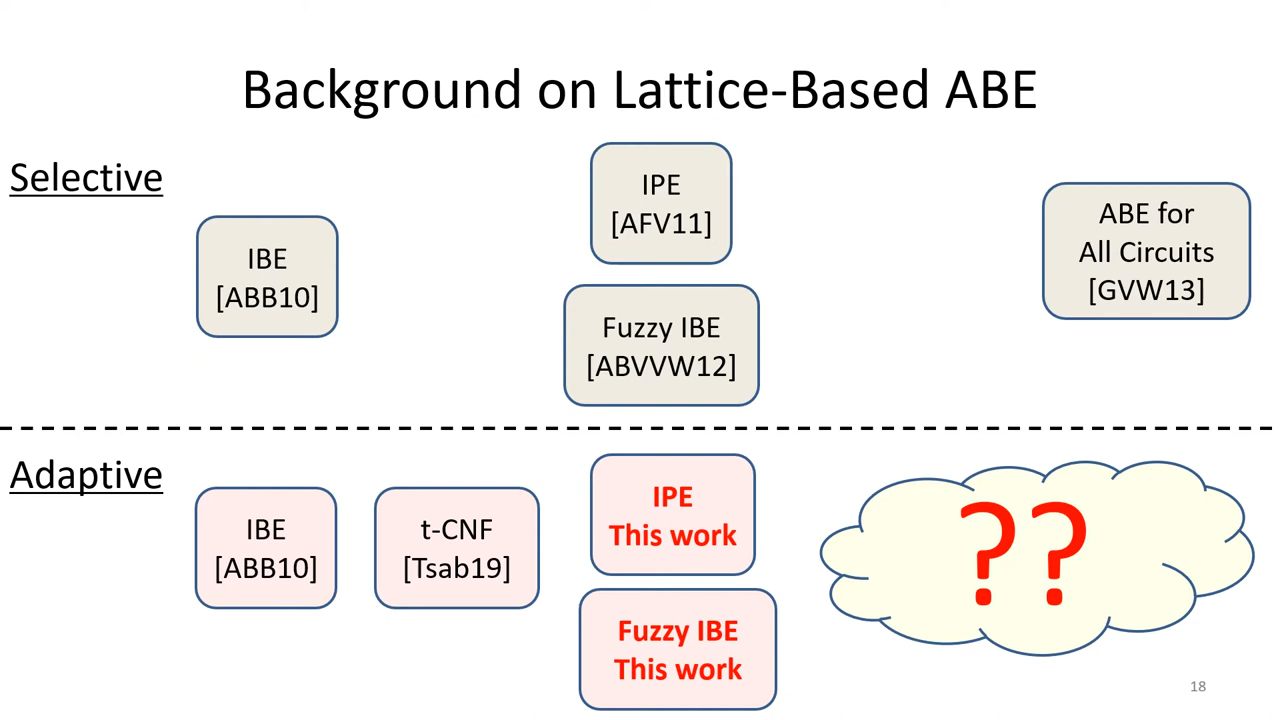 Background on Lattice-Based ABE
Selective
IBE
[ABB10]
IPE
[AFV11]
Fuzzy IBE
[ABVVW12]
ABE for
All Circuits
[GVW13]
Adaptive
IBE
[ABB10]
t-CNF
[Tsab19]
IPE
This work
Fuzzy IBE
This work
??
18